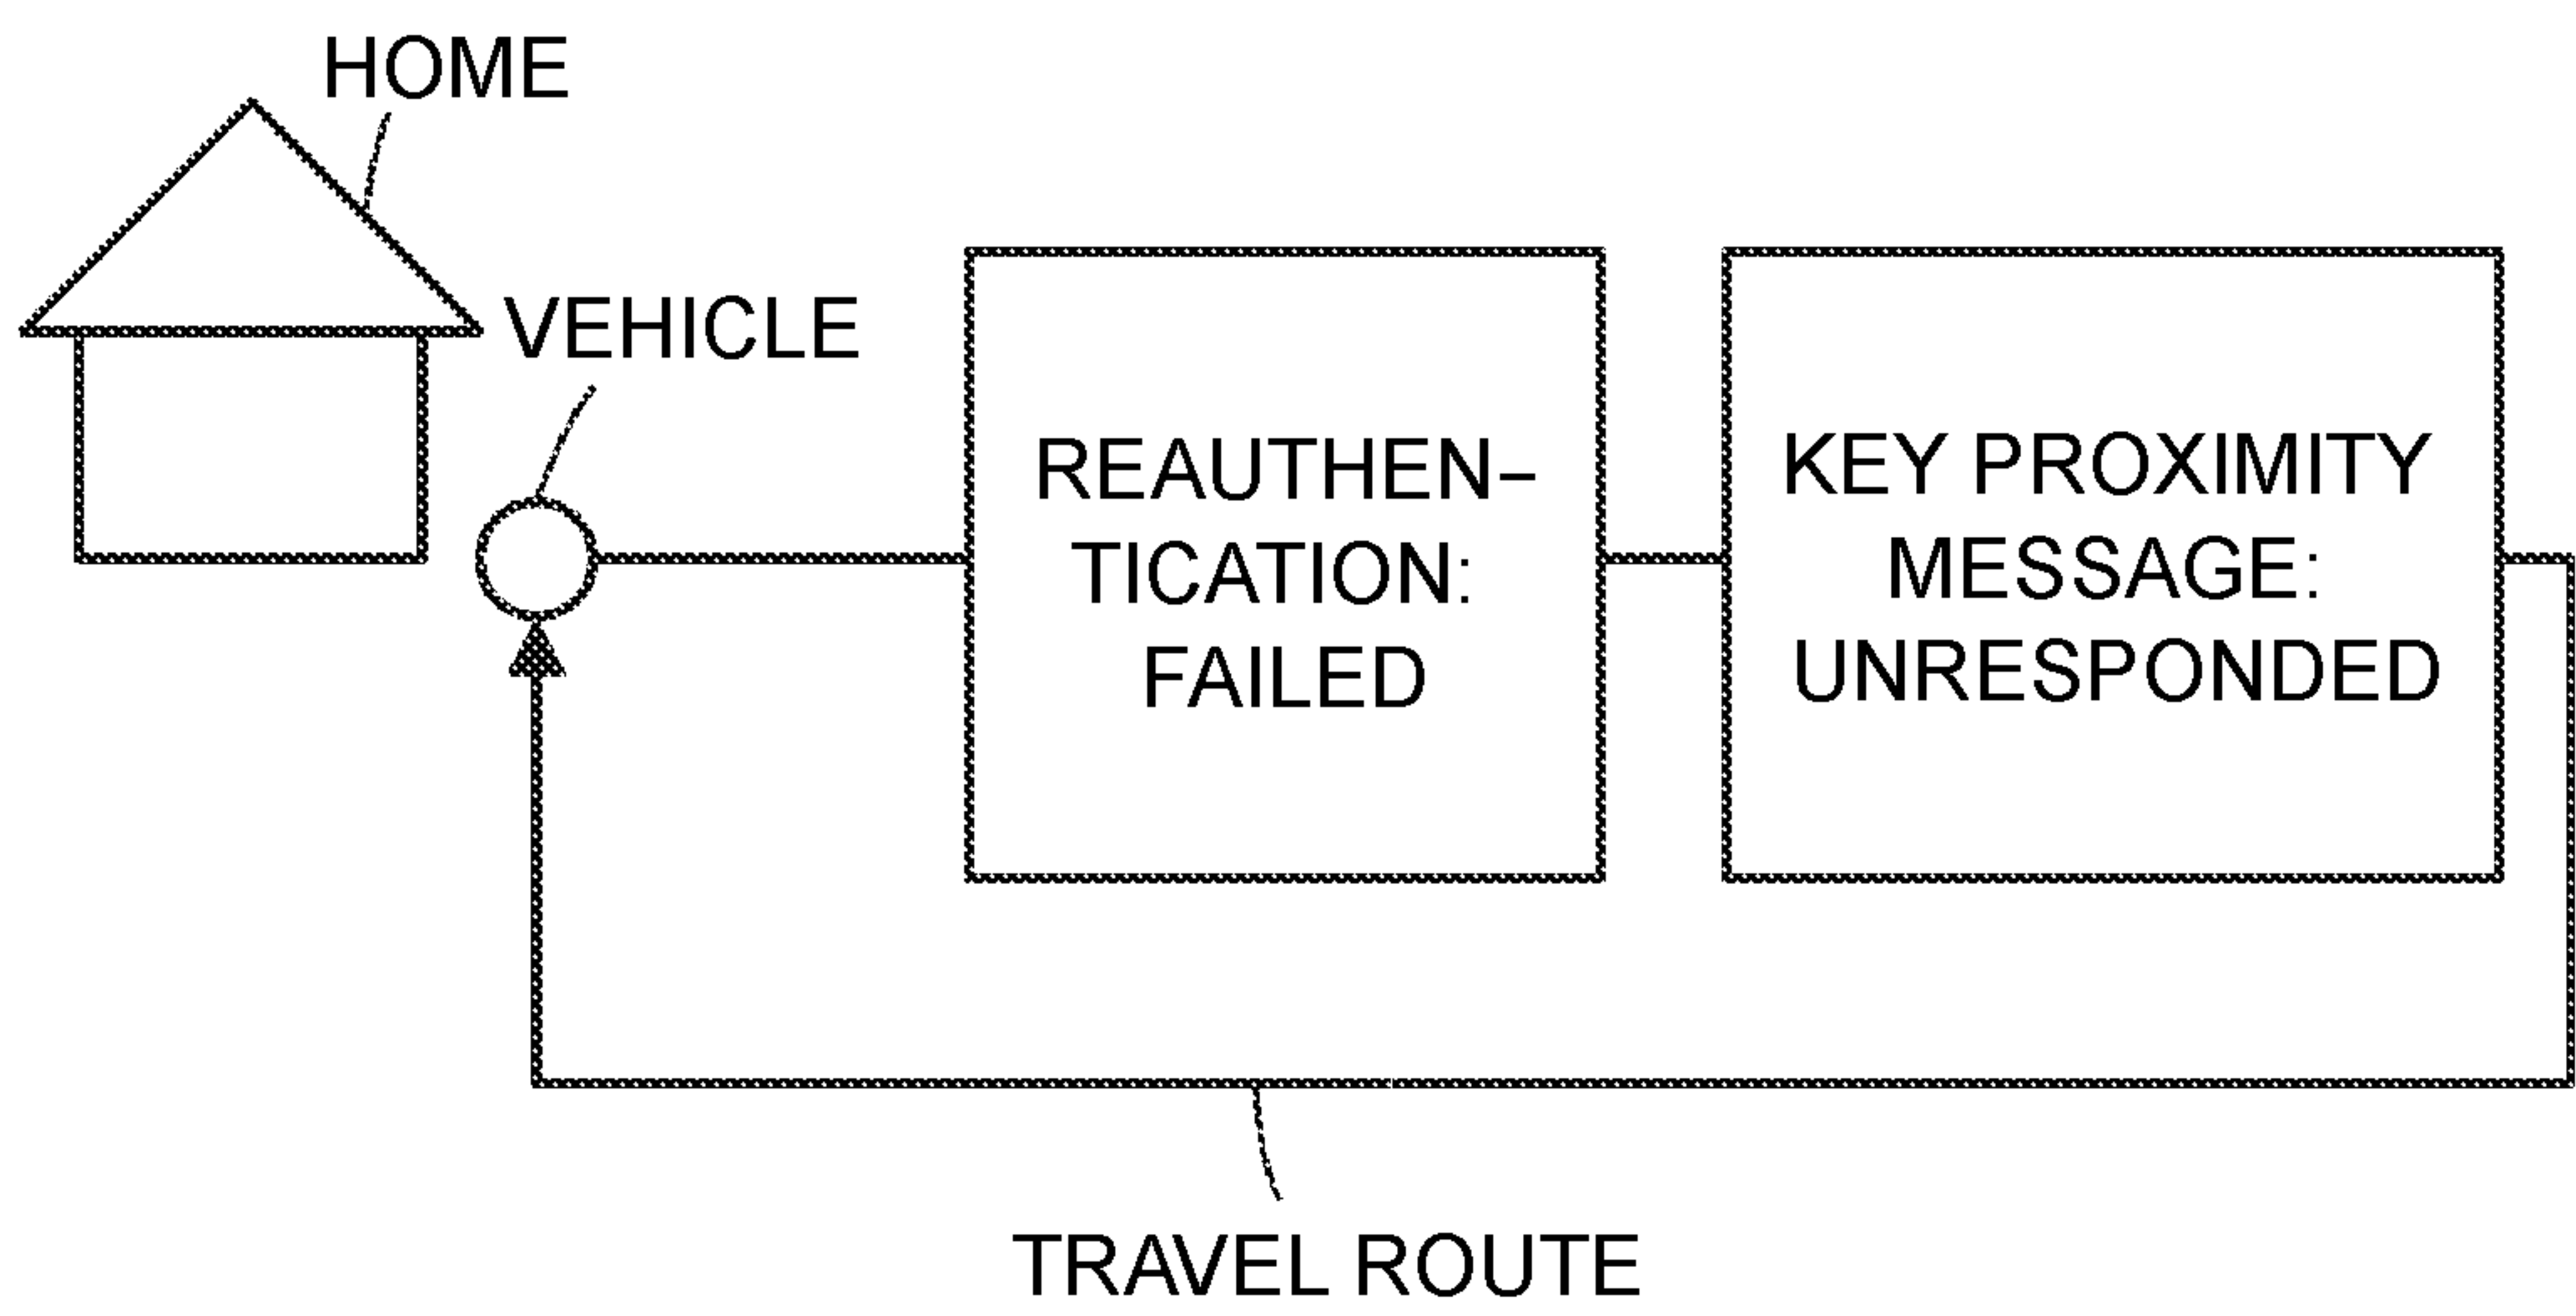 HOME
VEHICLE
REAUTHEN–
TICATION:
FAILED
KEY PROXIMITY
MESSAGE:
UNRESPONDED
TRAVEL ROUTE